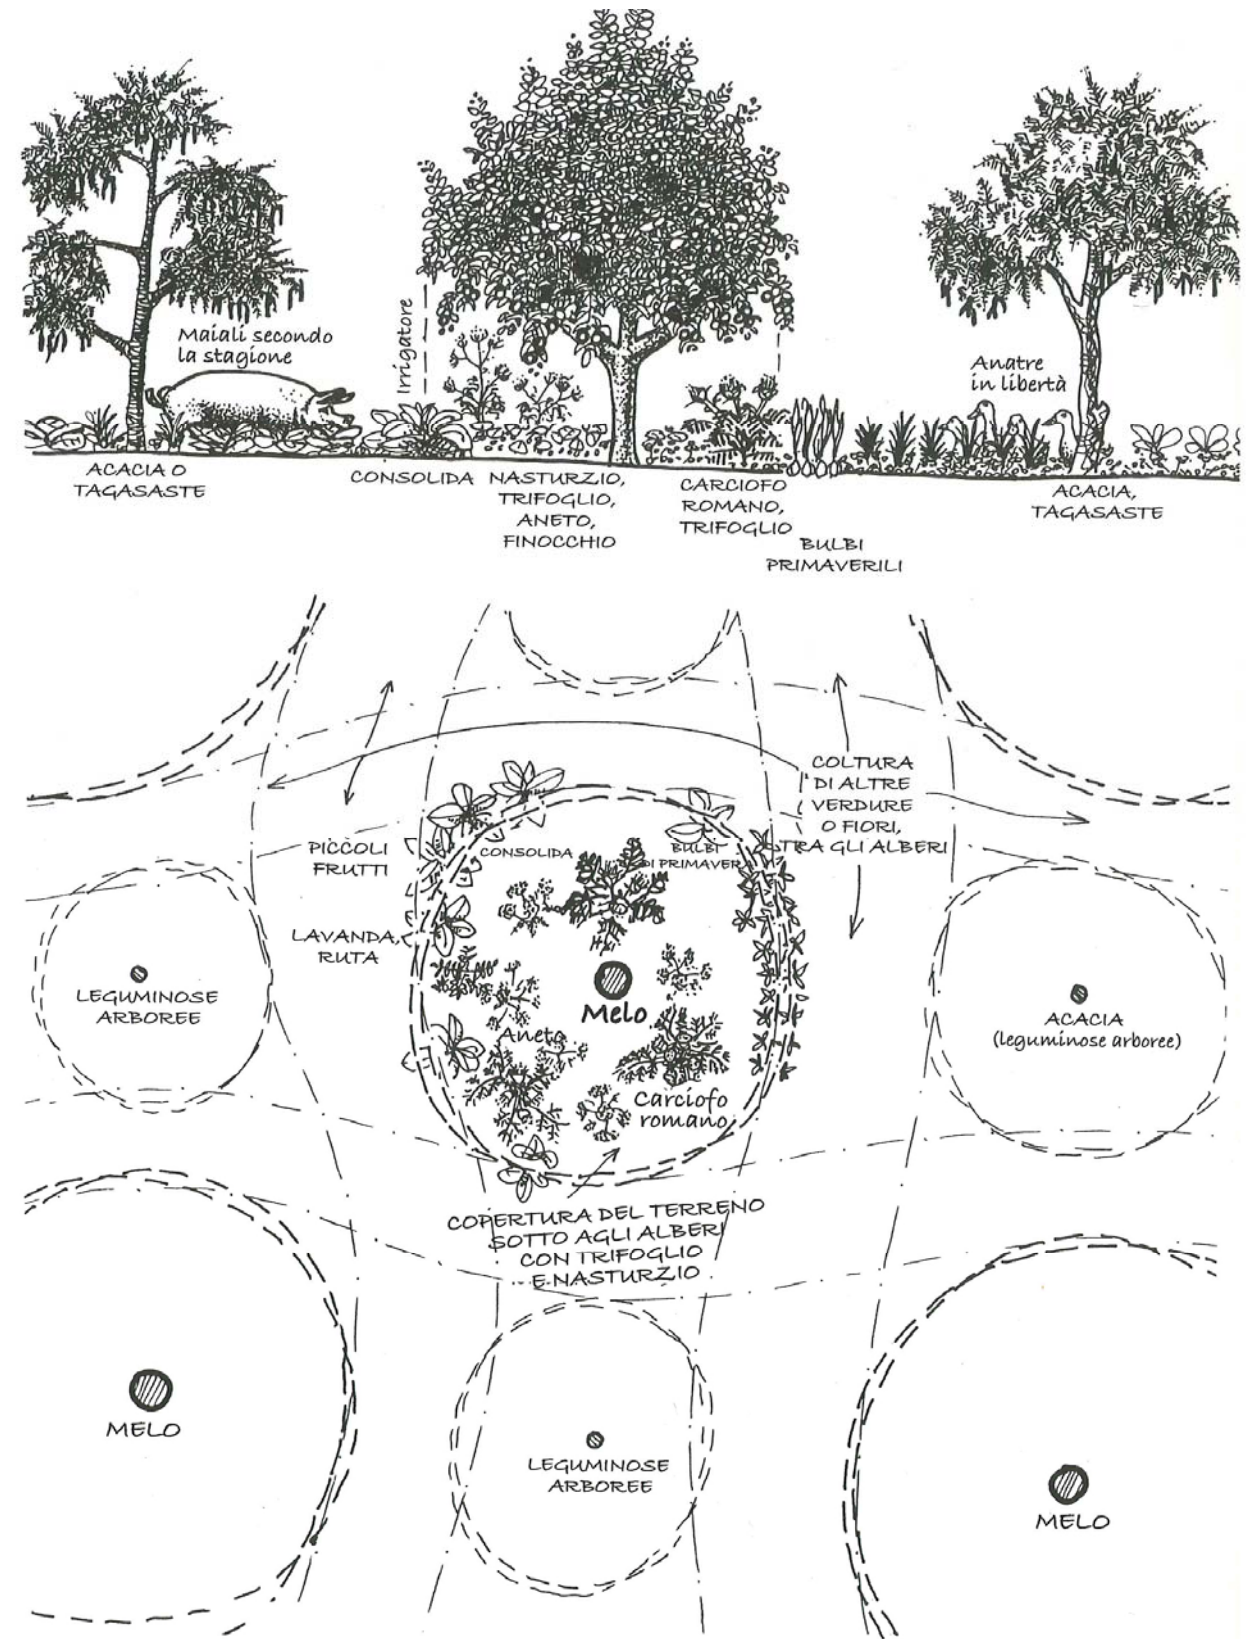 Maiali secondo
la stagione
Irrigatore
Anatre
in libertà
ACACIA O
TAGASASTE
CONSOLIDA
NASTURZIO,
TRIFOGLIO,
ANETO,
FINOCCHIO
CARCIOFO
ROMANO,
TRIFOGLIO
BULBI
PRIMAVERILI
ACACIA,
TAGASASTE
COLTURA
DI ALTRE
VERDURE
O FIORI,
TRA GLI ALBERI
PICCOLI
FRUTTI
CONSOLIDA
BULBI
DI PRIMAVERA
LAVANDA,
RUTA
LEGUMINOSE
ARBOREE
Melo
Aneto
Carciofo
romano
ACACIA
(leguminose arboree)
COPERTURA DEL TERRENO
SOTTO AGLI ALBERI
CON TRIFOGLIO
E NASTURZIO
MELO
LEGUMINOSE
ARBOREE
MELO